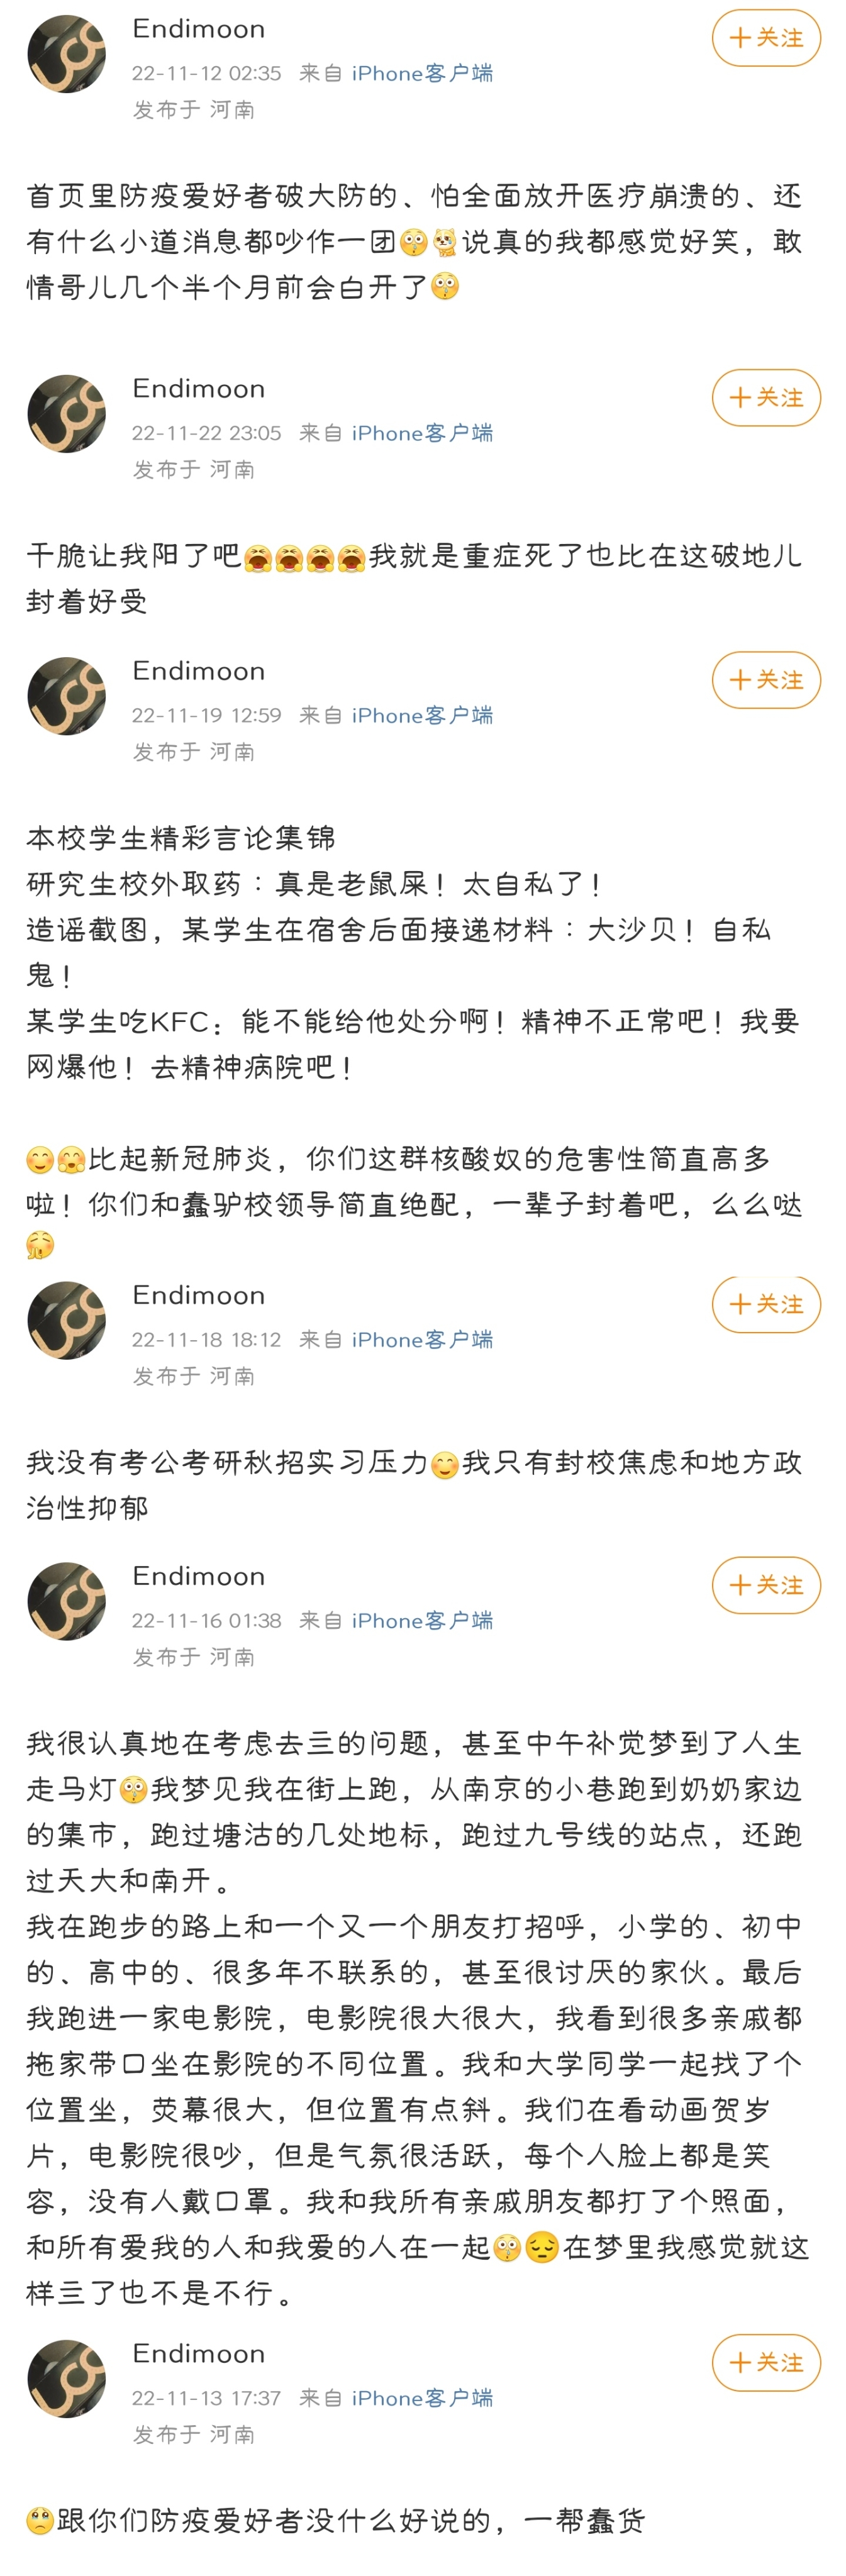 Endimoon
+关注
22-11-12 02:35 来自 iPhone客户端
发布于 河南
首页里防疫爱好者破大防的、怕全面放开医疗崩溃的、还
有什么小道消息都吵作一团说真的我都感觉好笑，敢
情哥儿几个半个月前会白开了
Endimoon
+关注
22-11-22 23:05 来自 iPhone客户端
发布于 河南
干脆让我阳了吧我就是重症死了也比在这破地儿
封着好受
Endimoon
+关注
22-11-19 12:59 来自 iPhone客户端
发布于 河南
本校学生精彩言论集锦
研究生校外取药：真是老鼠屎！太自私了！
造谣截图，某学生在宿舍后面接递材料：大沙贝！自私
鬼！
某学生吃KFC：能不能给他处分啊！精神不正常吧！我要
网爆他！去精神病院吧！
比起新冠肺炎，你们这群核酸奴的危害性简直高多
啦！你们和蠢驴校领导简直绝配，一辈子封着吧，么么哒
Endimoon
+关注
22-11-18 18:12 来自 iPhone客户端
发布于 河南
我没有考公考研秋招实习压力我只有封校焦虑和地方政
治性抑郁
Endimoon
+关注
22-11-16 01:38 来自 iPhone客户端
发布于 河南
我很认真地在考虑去亖的问题，甚至中午补觉梦到了人生
走马灯我梦见我在街上跑，从南京的小巷跑到奶奶家边
的集市，跑过塘沽的几处地标，跑过九号线的站点，还跑
过天大和南开。
我在跑步的路上和一个又一个朋友打招呼，小学的、初中
的、高中的、很多年不联系的，甚至很讨厌的家伙。最后
我跑进一家电影院，电影院很大很大，我看到很多亲戚都
拖家带口坐在影院的不同位置。我和大学同学一起找了个
位置坐，荧幕很大，但位置有点斜。我们在看动画贺岁
片，电影院很吵，但是气氛很活跃，每个人脸上都是笑
容，没有人戴口罩。我和我所有亲戚朋友都打了个照面，
和所有爱我的人和我爱的人在一起在梦里我感觉就这
样亖了也不是不行。
Endimoon
+关注
22-11-13 17:37 来自 iPhone客户端
发布于 河南
跟你们防疫爱好者没什么好说的，一帮蠢货